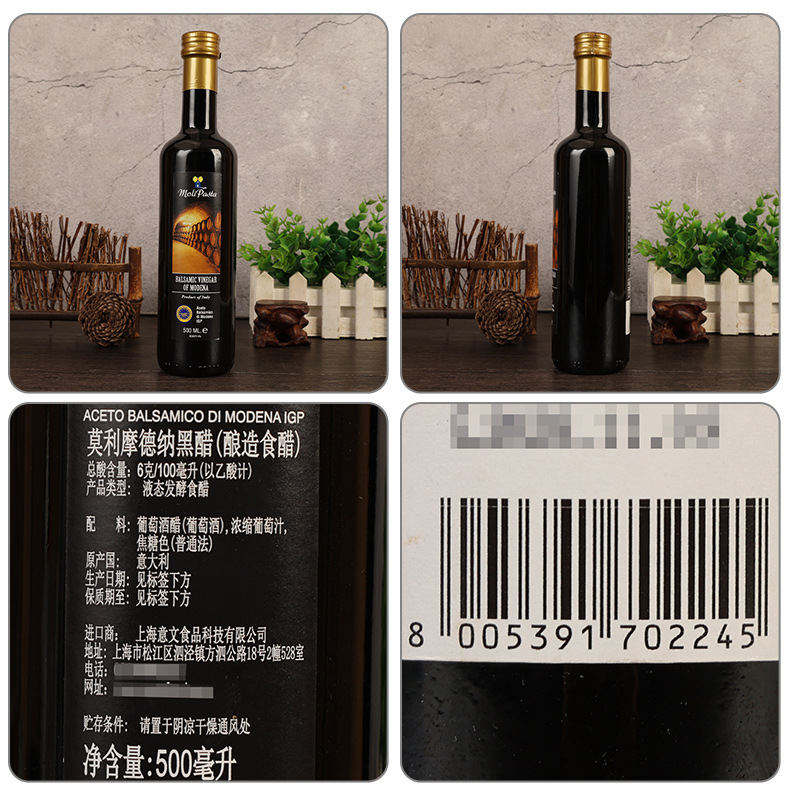 Moli Pasta
BALSAMIC VINEGAR
OF MODENA
Product of Italy
Aceto
Balsamico
di Modena
IGP
500 ML. e
ACETO BALSAMICO DI MODENA IGP
莫利摩德纳黑醋(酿造食醋)
总酸含量: 6克/100毫升(以乙酸计)
产品类型: 液态发酵食醋
配 料: 葡萄酒醋(葡萄酒),浓缩葡萄汁,
焦糖色(普通法)
原产国: 意大利
生产日期: 见标签下方
保质期至: 见标签下方
进口商: 上海意文食品科技有限公司
地址: 上海市松江区泗泾镇方泗公路18号2幢528室
电话:
网址:
贮存条件: 请置于阴凉干燥通风处
净含量:500毫升
8 005391 702245